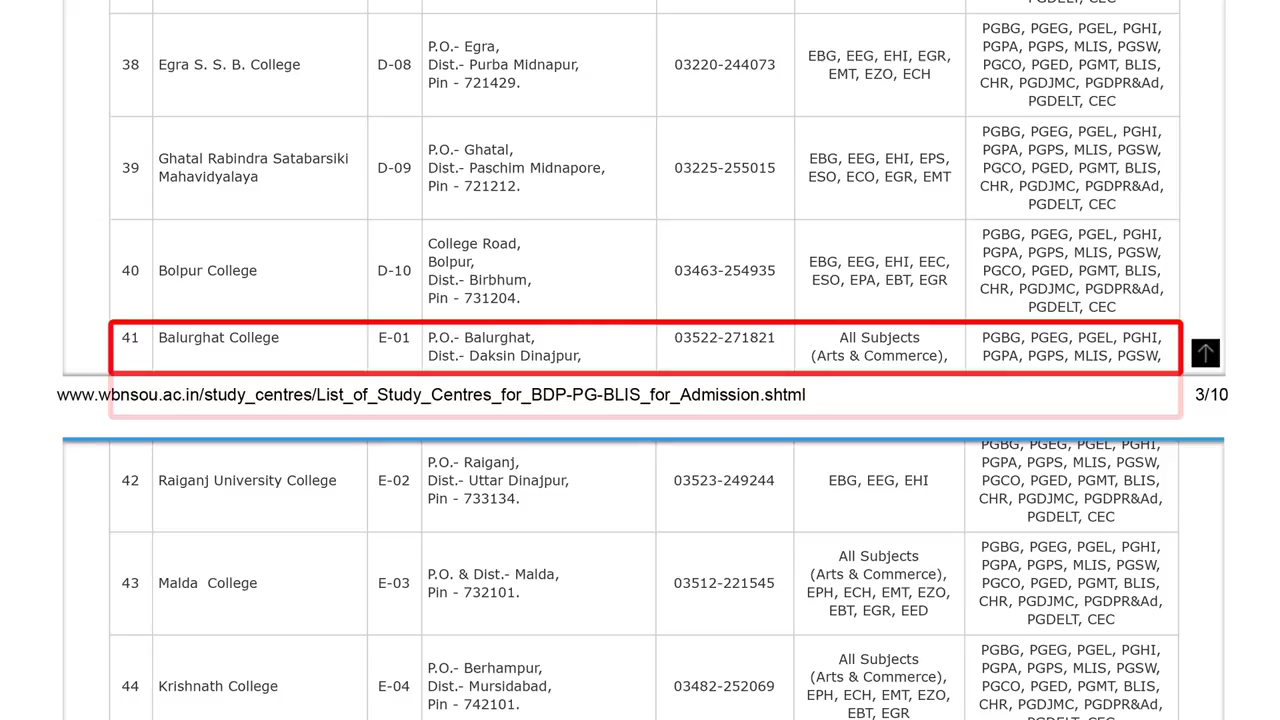 PGDELT, CEC
38 Egra S. S. B. College D-08 P.O.- Egra, Dist.- Purba Midnapur, Pin - 721429. 03220-244073 EBG, EEG, EHI, EGR, EMT, EZO, ECH PGBG, PGEG, PGEL, PGHI, PGPA, PGPS, MLIS, PGSW, PGCO, PGED, PGMT, BLIS, CHR, PGDJMC, PGDPR&Ad, PGDELT, CEC
39 Ghatal Rabindra Satabarsiki Mahavidyalaya D-09 P.O.- Ghatal, Dist.- Paschim Midnapore, Pin - 721212. 03225-255015 EBG, EEG, EHI, EPS, ESO, ECO, EGR, EMT PGBG, PGEG, PGEL, PGHI, PGPA, PGPS, MLIS, PGSW, PGCO, PGED, PGMT, BLIS, CHR, PGDJMC, PGDPR&Ad, PGDELT, CEC
40 Bolpur College D-10 College Road, Bolpur, Dist.- Birbhum, Pin - 731204. 03463-254935 EBG, EEG, EHI, EEC, ESO, EPA, EBT, EGR PGBG, PGEG, PGEL, PGHI, PGPA, PGPS, MLIS, PGSW, PGCO, PGED, PGMT, BLIS, CHR, PGDJMC, PGDPR&Ad, PGDELT, CEC
41 Balurghat College E-01 P.O.- Balurghat, Dist.- Daksin Dinajpur, 03522-271821 All Subjects (Arts & Commerce), PGBG, PGEG, PGEL, PGHI, PGPA, PGPS, MLIS, PGSW,
www.wbnsou.ac.in/study_centres/List_of_Study_Centres_for_BDP-PG-BLIS_for_Admission.shtml 3/10
42 Raiganj University College E-02 P.O.- Raiganj, Dist.- Uttar Dinajpur, Pin - 733134. 03523-249244 EBG, EEG, EHI PGBG, PGEG, PGEL, PGHI, PGPA, PGPS, MLIS, PGSW, PGCO, PGED, PGMT, BLIS, CHR, PGDJMC, PGDPR&Ad, PGDELT, CEC
43 Malda College E-03 P.O. & Dist.- Malda, Pin - 732101. 03512-221545 All Subjects (Arts & Commerce), EPH, ECH, EMT, EZO, EBT, EGR, EED PGBG, PGEG, PGEL, PGHI, PGPA, PGPS, MLIS, PGSW, PGCO, PGED, PGMT, BLIS, CHR, PGDJMC, PGDPR&Ad, PGDELT, CEC
44 Krishnath College E-04 P.O.- Berhampur, Dist.- Mursidabad, Pin - 742101. 03482-252069 All Subjects (Arts & Commerce), EPH, ECH, EMT, EZO, EBT, EGR PGBG, PGEG, PGEL, PGHI, PGPA, PGPS, MLIS, PGSW, PGCO, PGED, PGMT, BLIS, CHR, PGDJMC, PGDPR&Ad,